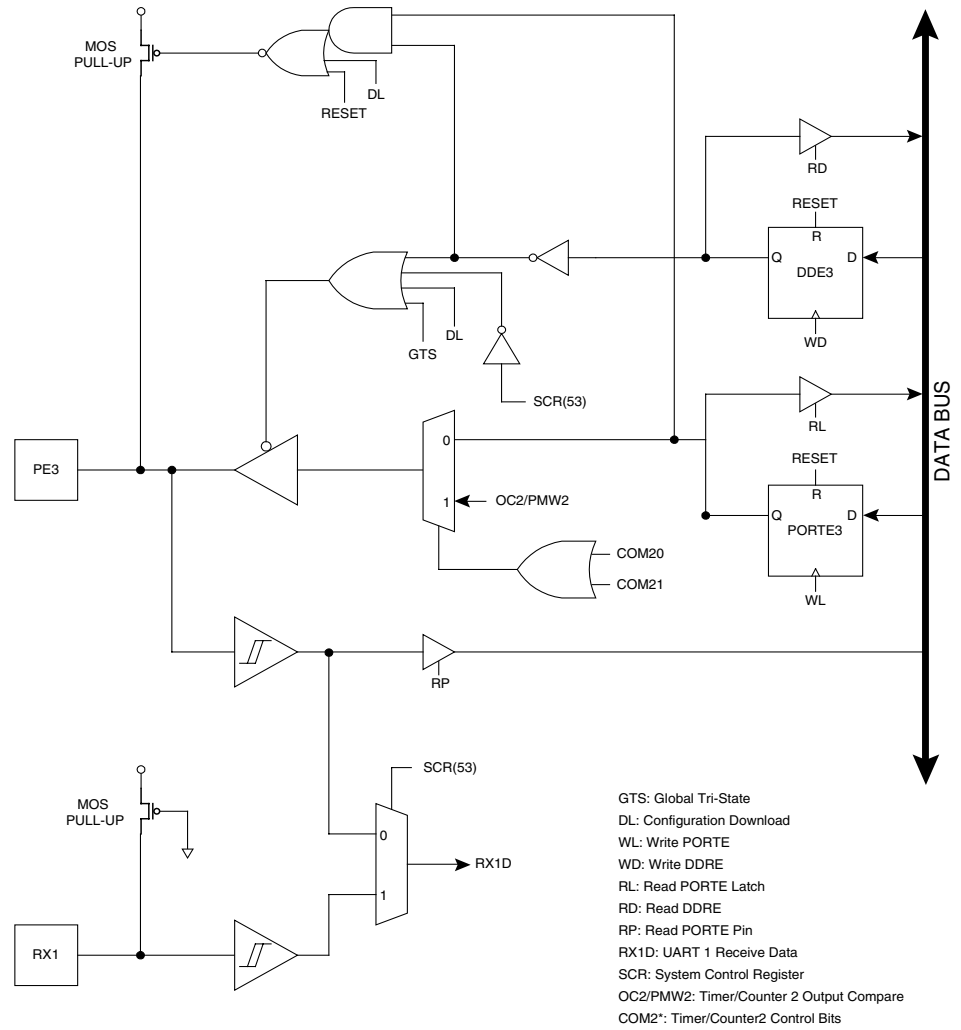 MOS
PULL-UP
DL
RESET
RD
RESET
R
Q
DDE3
D
WD
DL
GTS
SCR(53)
RL
DATA BUS
PE3
0
1
OC2/PMW2
RESET
R
Q
PORTE3
D
WL
COM20
COM21
RP
SCR(53)
MOS
PULL-UP
0
1
RX1D
RX1
GTS: Global Tri-State
DL: Configuration Download
WL: Write PORTE
WD: Write DDRE
RL: Read PORTE Latch
RD: Read DDRE
RP: Read PORTE Pin
RX1D: UART 1 Receive Data
SCR: System Control Register
OC2/PMW2: Timer/Counter 2 Output Compare
COM2*: Timer/Counter2 Control Bits